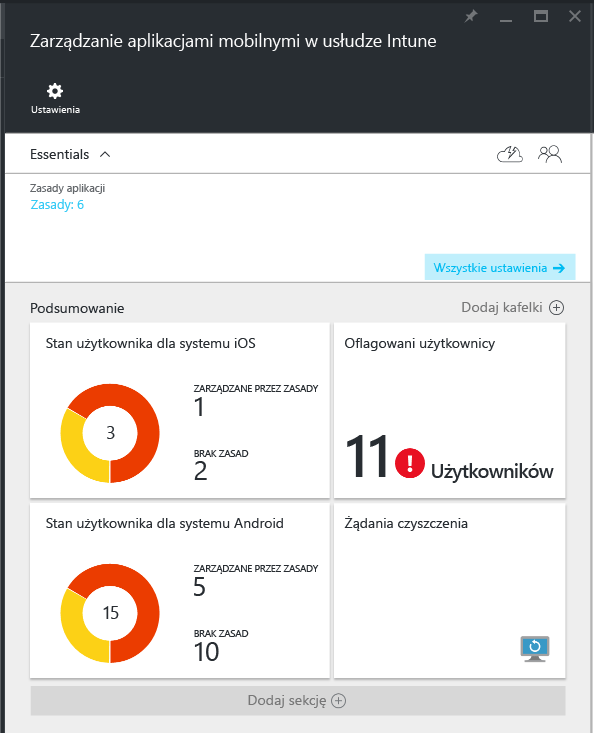 Zarządzanie aplikacjami mobilnymi w usłudze Intune
Ustawienia
Essentials
Zasady aplikacji
Zasady: 6
Wszystkie ustawienia
Podsumowanie
Dodaj kafelki
Stan użytkownika dla systemu iOS
3
ZARZĄDZANE PRZEZ ZASADY
1
BRAK ZASAD
2
Oflagowani użytkownicy
11 ! Użytkowników
Stan użytkownika dla systemu Android
15
ZARZĄDZANE PRZEZ ZASADY
5
BRAK ZASAD
10
Żądania czyszczenia
Dodaj sekcję